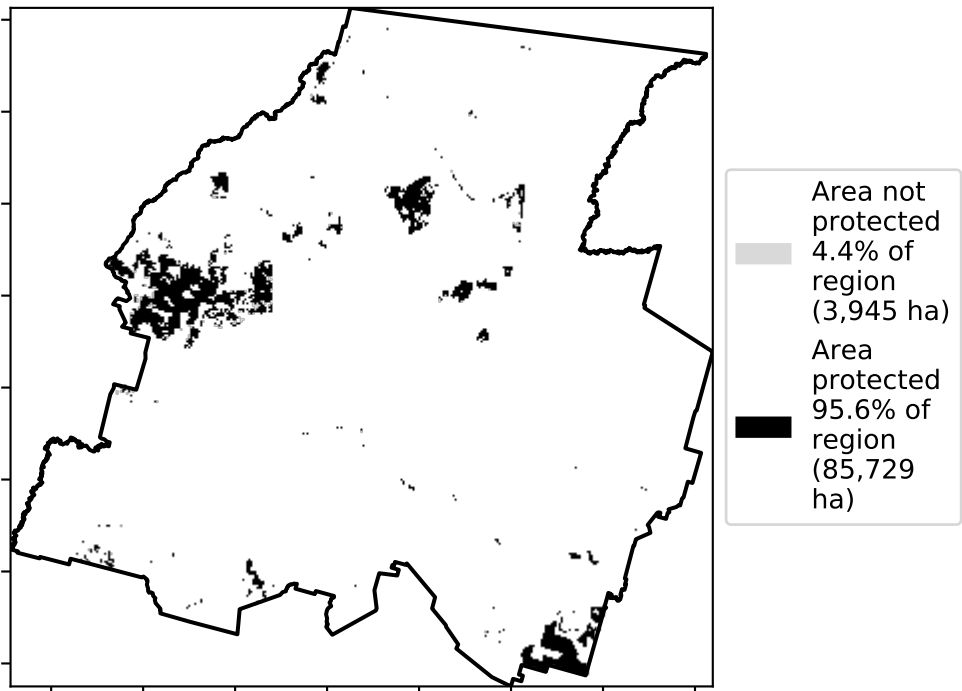 Area not
protected
4.4% of
region
(3,945 ha)
Area
protected
95.6% of
region
(85,729
ha)